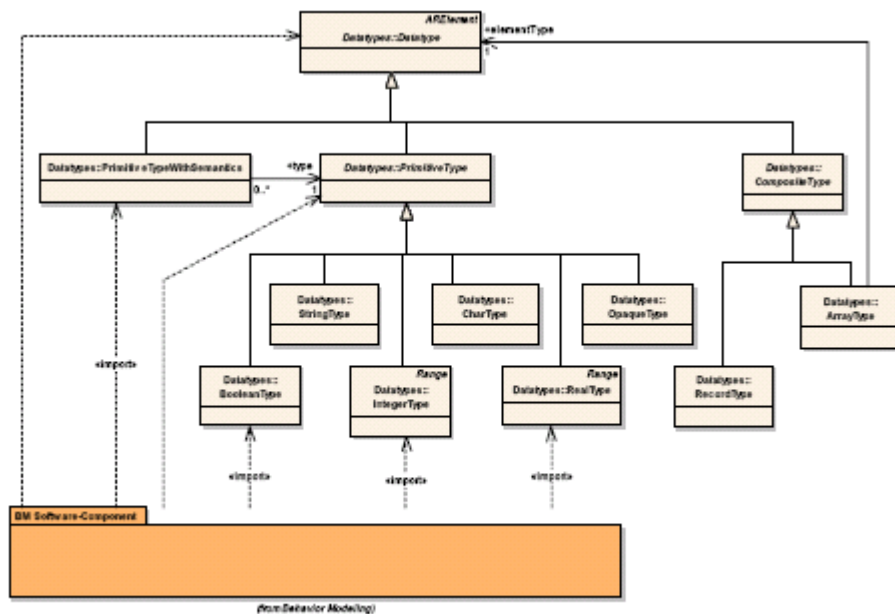 ARElement
Datatypes::Datatype
«elementType
1
Datatypes::PrimitiveTypeWithSemantics
«type
0..*
1
Datatypes::PrimitiveType
Datatypes::
CompositeType
Datatypes::
StringType
Datatypes::
CharType
Datatypes::
OpaqueType
Datatypes::
ArrayType
«import»
Datatypes::
BooleanType
Range
Datatypes::
IntegerType
Range
Datatypes::RealType
Datatypes::
RecordType
«import»
«import»
«import»
BM Software-Component
(from Behavior Modeling)